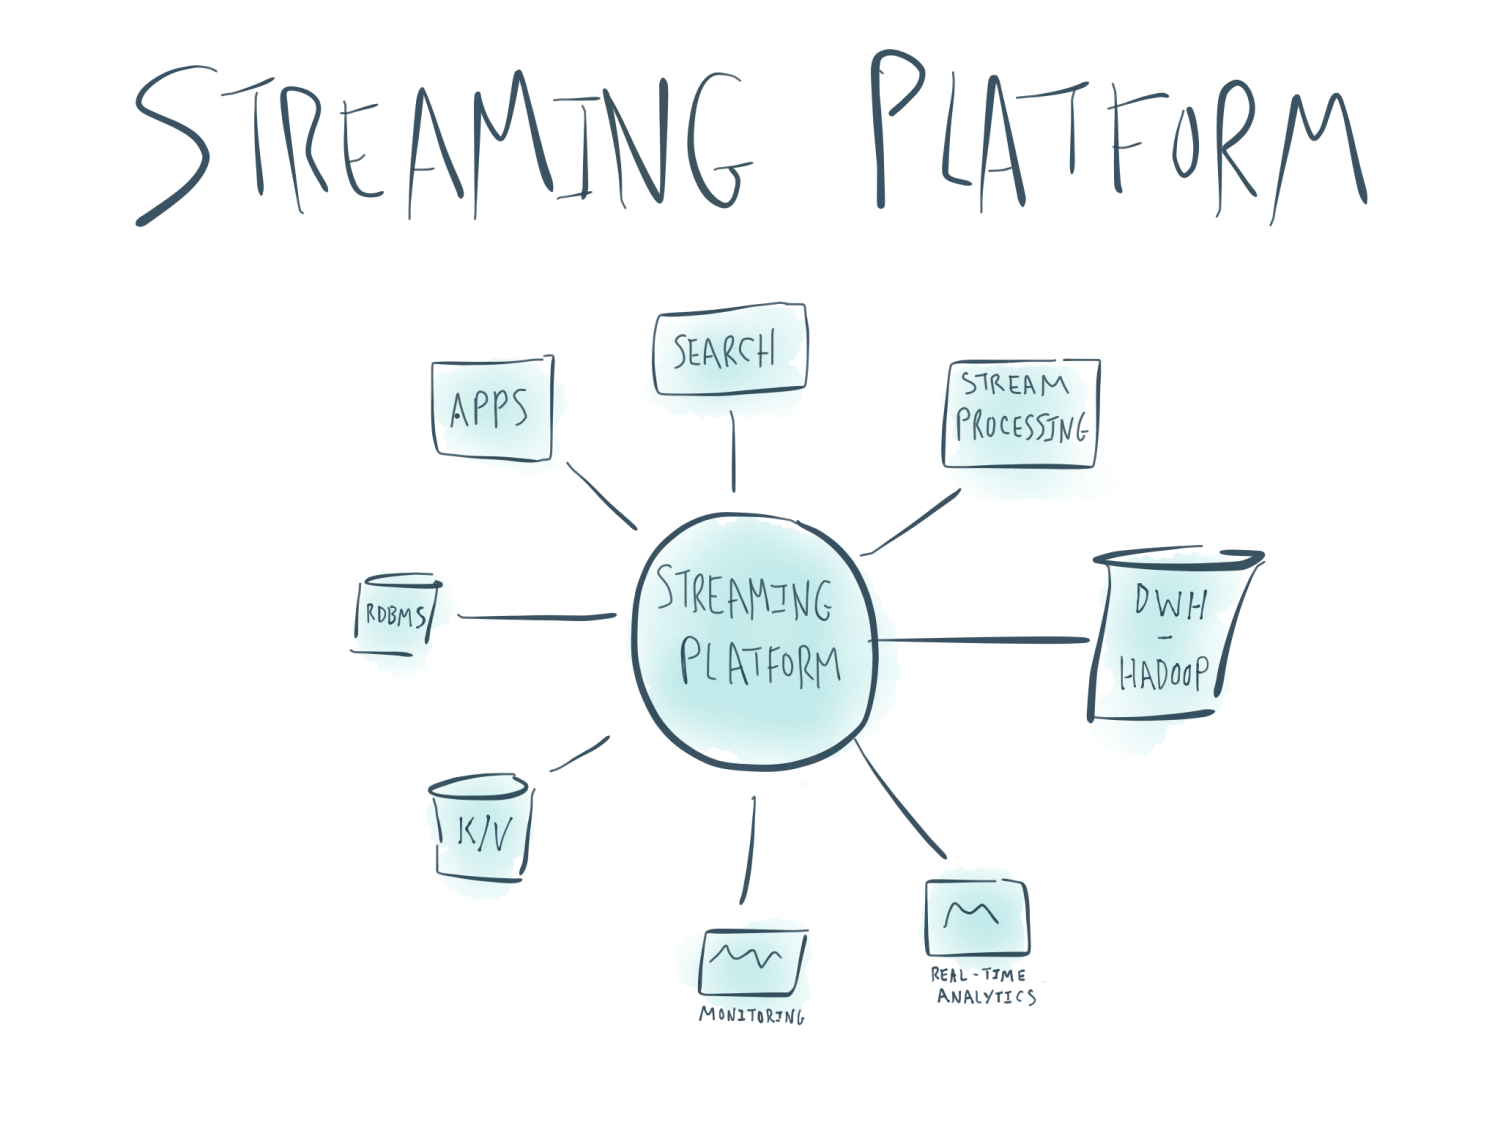 STREAMING PLATFORM
SEARCH
APPS
STREAM
PROCESSING
STREAMING
PLATFORM
RDBMS
DWH
-
HADOOP
K/V
MONITORING
REAL-TIME
ANALYTICS